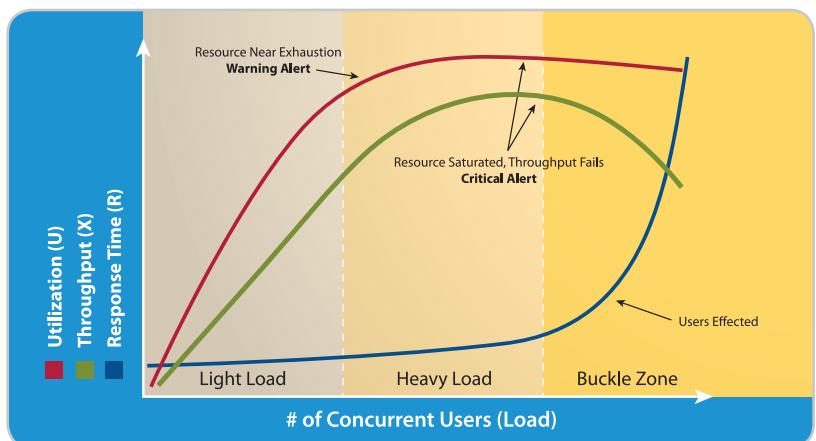 Resource Near Exhaustion
Warning Alert
Resource Saturated, Throughput Fails
Critical Alert
Users Effected
Utilization (U)
Throughput (X)
Response Time (R)
Light Load
Heavy Load
Buckle Zone
# of Concurrent Users (Load)